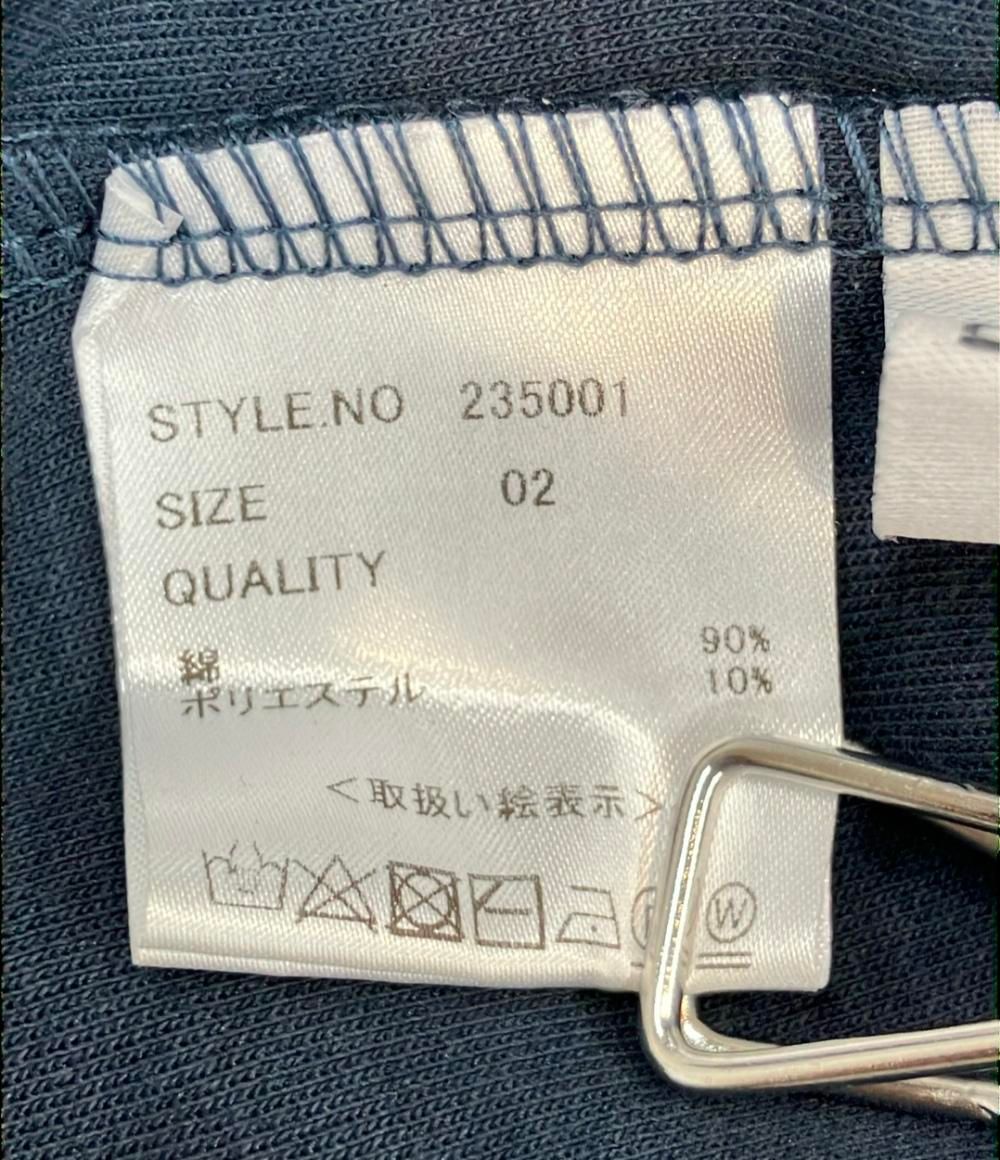 STYLE.NO 235001
SIZE 02
QUALITY
綿 90%
ポリエステル 10%
＜取扱い絵表示＞
W